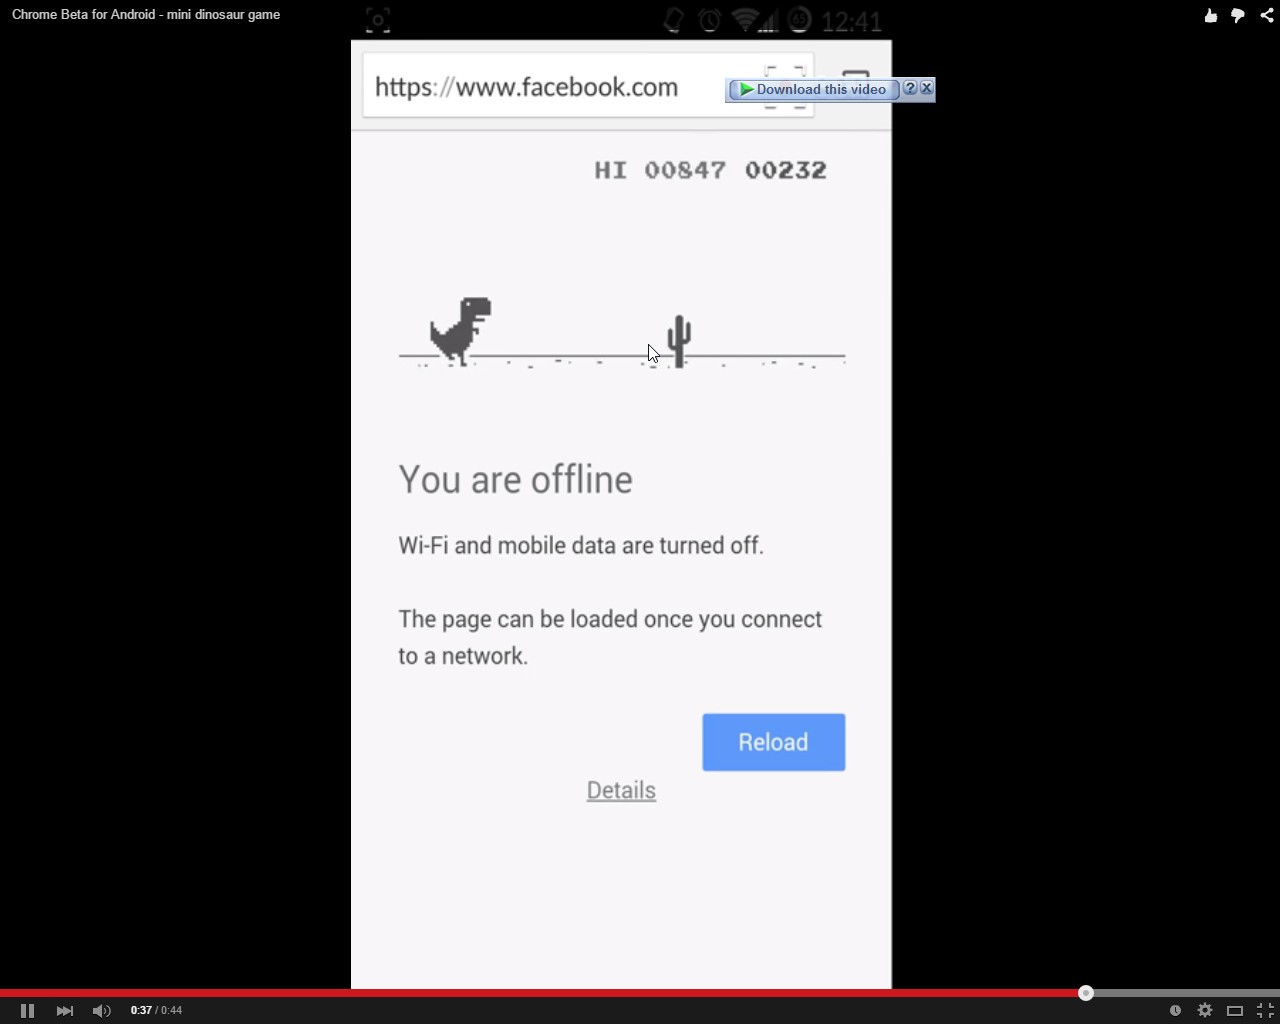 Chrome Beta for Android - mini dinosaur game
65 12:41
https://www.facebook.com
Download this video
HI 00847 00232
You are offline
Wi-Fi and mobile data are turned off.
The page can be loaded once you connect
to a network.
Reload
Details
0:37 / 0:44